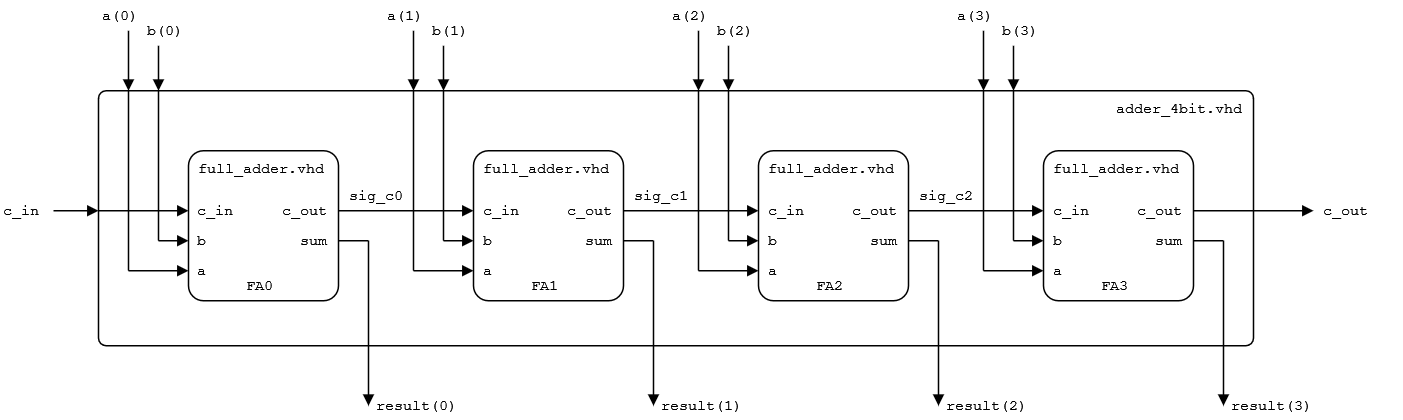 a(0)
b(0)
a(1)
b(1)
a(2)
b(2)
a(3)
b(3)
adder_4bit.vhd
full_adder.vhd
full_adder.vhd
full_adder.vhd
full_adder.vhd
sig_c0
sig_c1
sig_c2
c_in
c_in
c_out
c_in
c_out
c_in
c_out
c_in
c_out
c_out
b
sum
b
sum
b
sum
b
sum
a
a
a
a
FA0
FA1
FA2
FA3
result(0)
result(1)
result(2)
result(3)